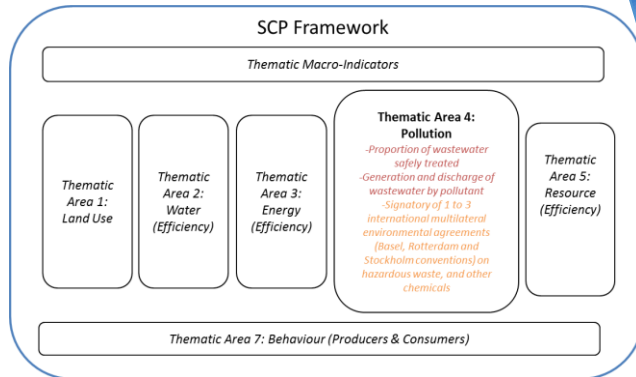 SCP Framework
Thematic Macro-Indicators
Thematic
Area 1:
Land Use
Thematic
Area 2:
Water
(Efficiency)
Thematic
Area 3:
Energy
(Efficiency)
Thematic Area 4:
Pollution
-Proportion of wastewater
safely treated
-Generation and discharge of
wastewater by pollutant
-Signatory of 1 to 3
international multilateral
environmental agreements
(Basel, Rotterdam and
Stockholm conventions) on
hazardous waste, and other
chemicals
Thematic
Area 5:
Resource
(Efficiency)
Thematic Area 7: Behaviour (Producers & Consumers)